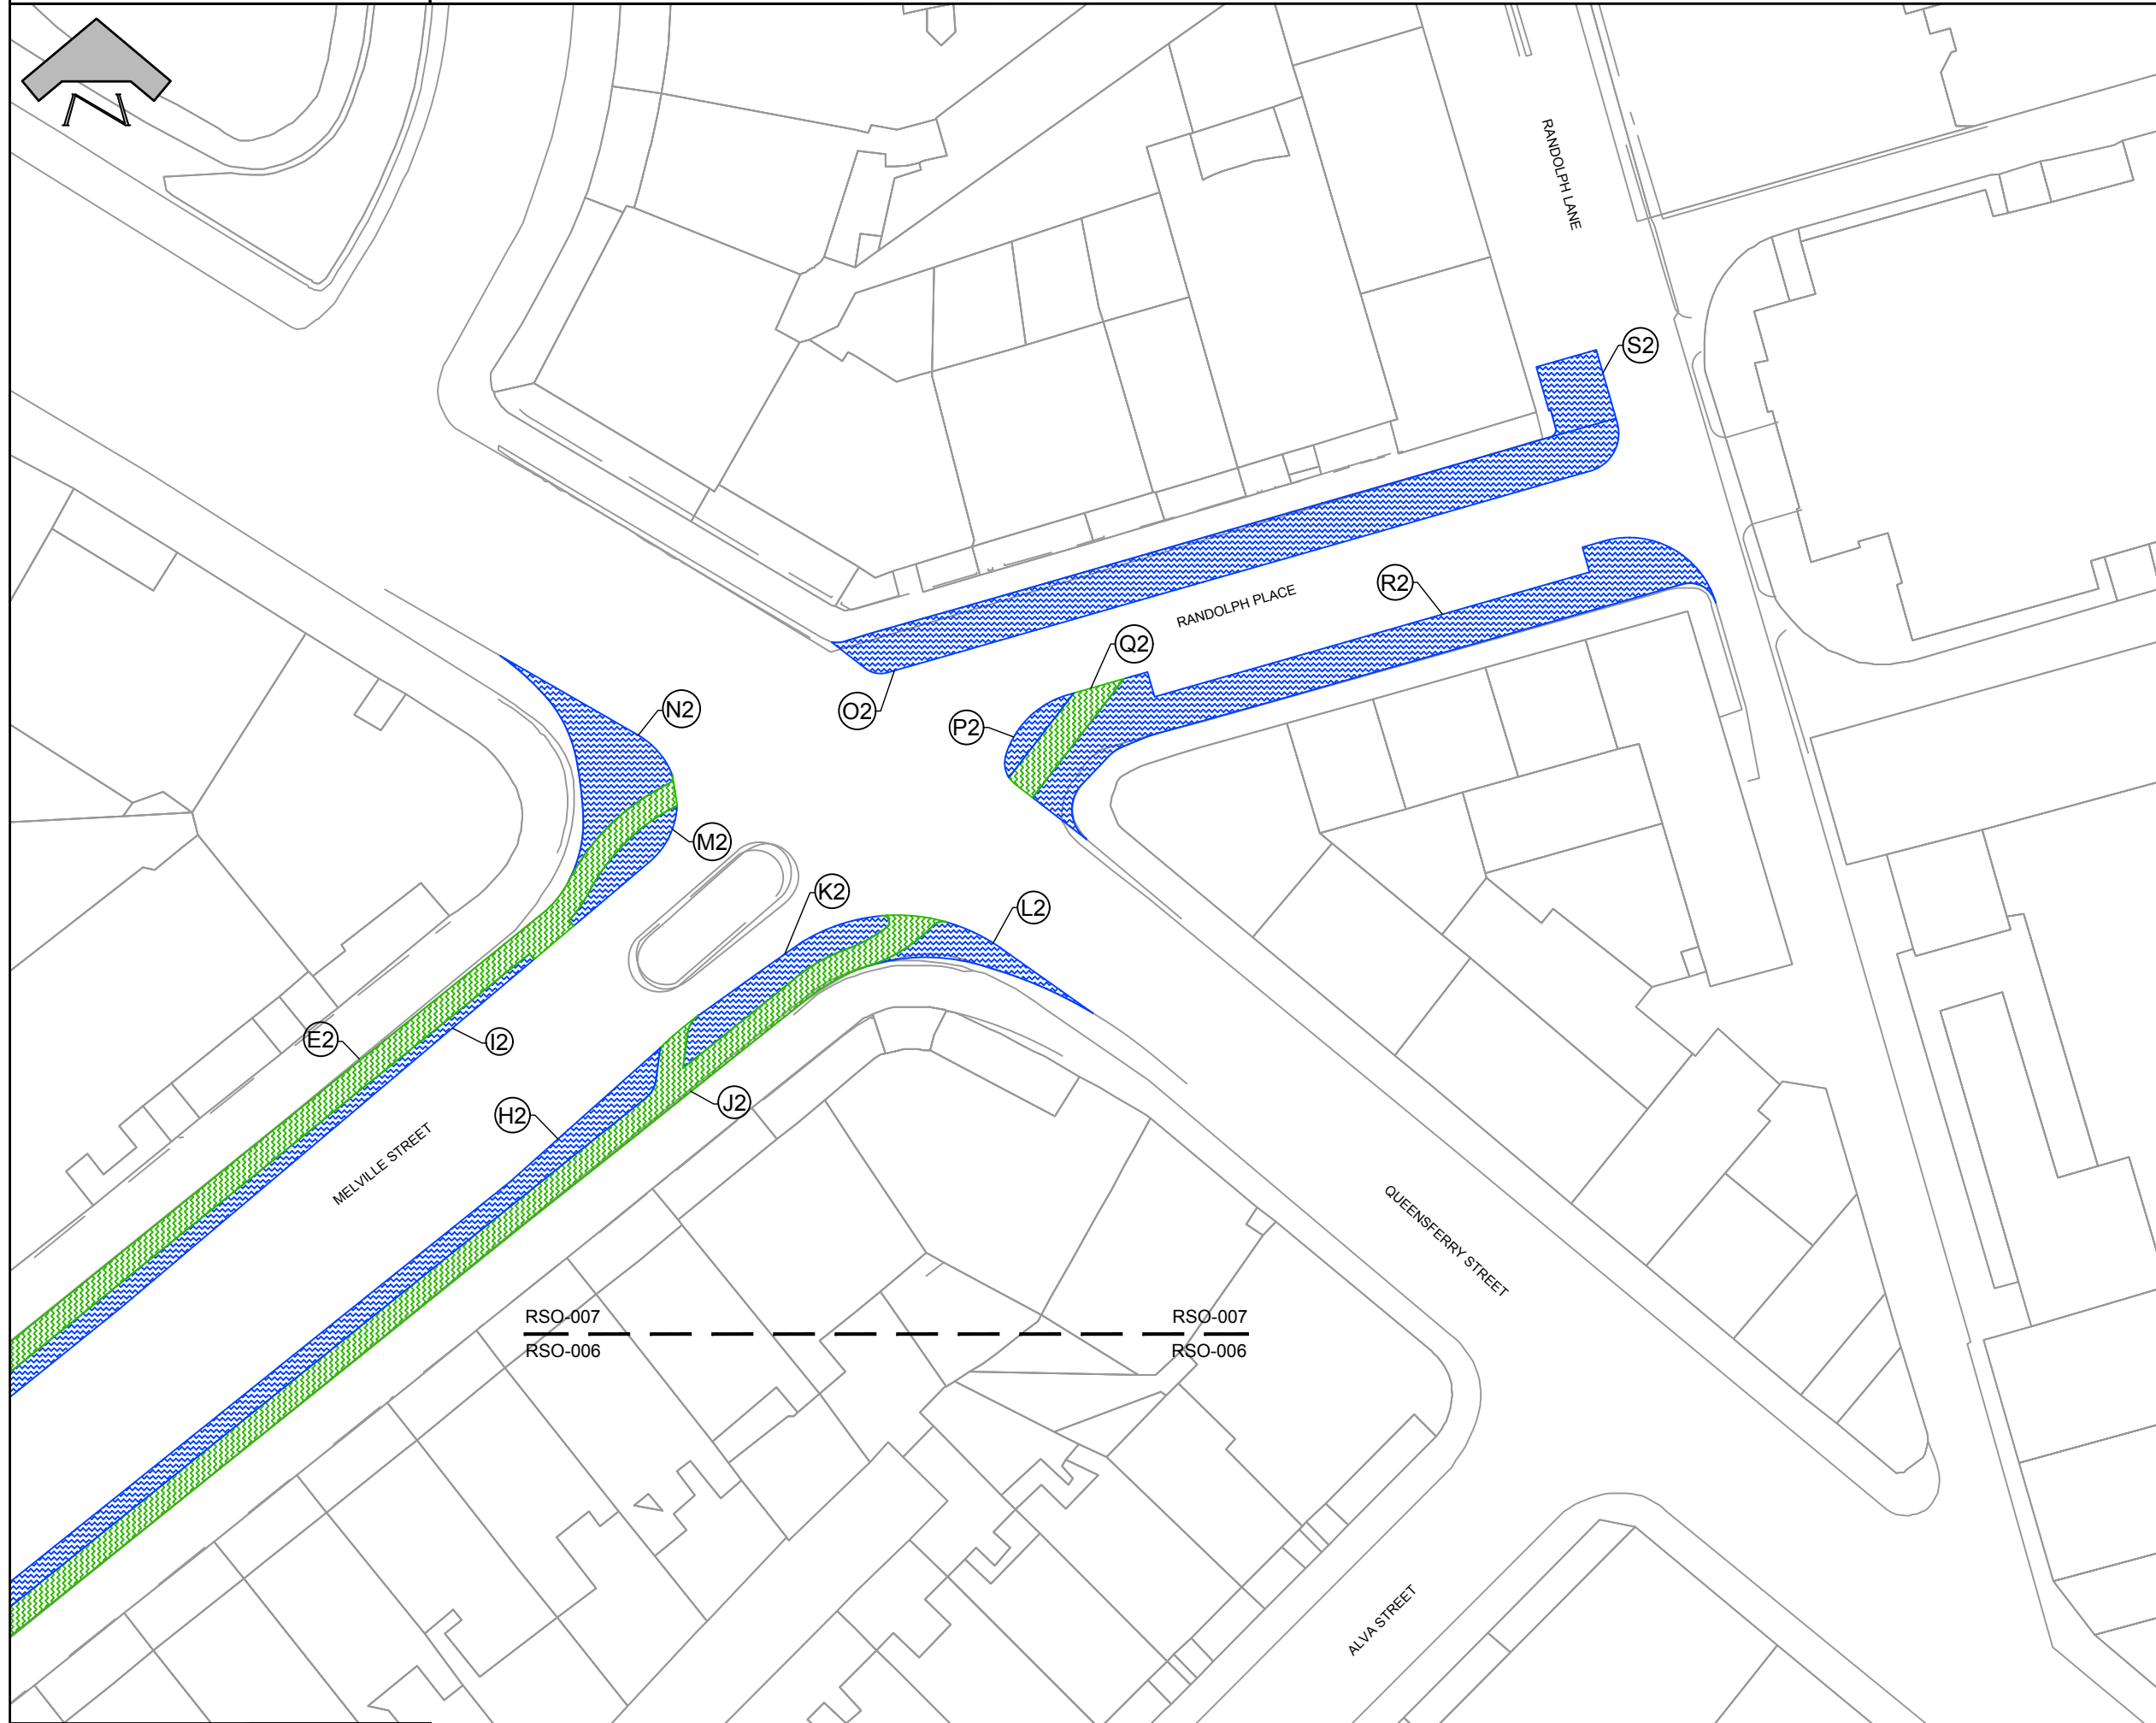 N
RANDOLPH LANE
S2
R2
RANDOLPH PLACE
Q2
N2
O2
P2
M2
K2
L2
E2
I2
J2
H2
MELVILLE STREET
QUEENSFERRY STREET
RSO-007
RSO-007
RSO-006
RSO-006
ALVA STREET